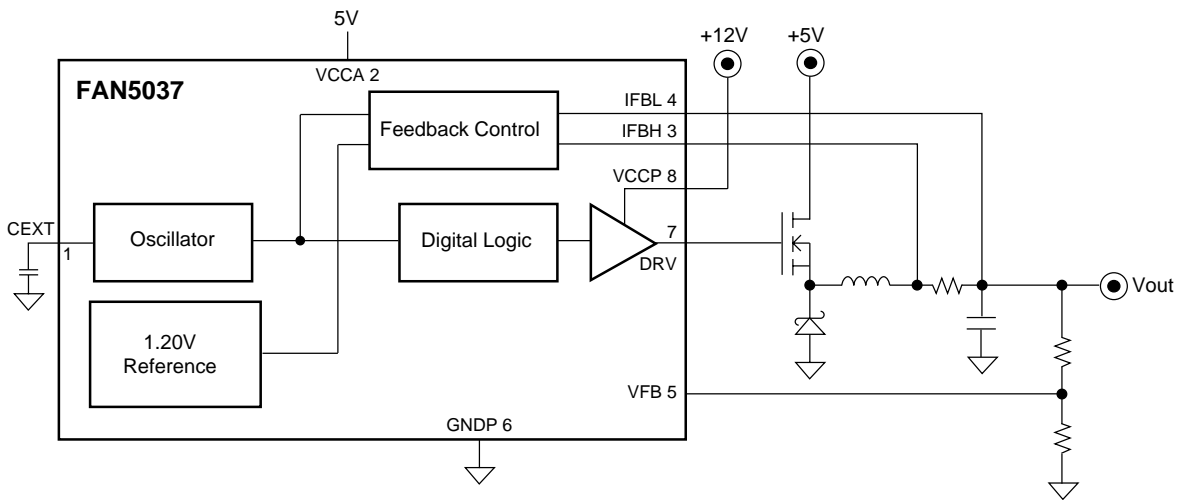 5V
+12V
+5V
VCCA 2
FAN5037
IFBL 4
Feedback Control
IFBH 3
VCCP 8
CEXT
1
Oscillator
Digital Logic
7
DRV
Vout
1.20V
Reference
VFB 5
GNDP 6